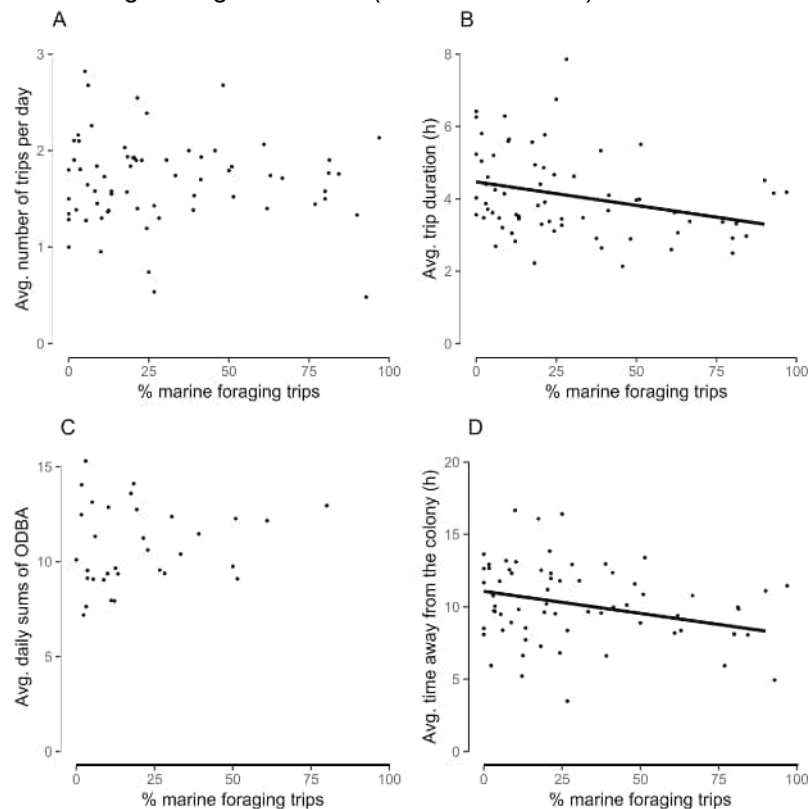 A
Avg. number of trips per day
3
2
1
0
0 25 50 75 100
% marine foraging trips
B
Avg. trip duration (h)
8
6
4
2
0
0 25 50 75 100
% marine foraging trips
C
Avg. daily sums of ODBA
15
10
5
0
0 25 50 75 100
% marine foraging trips
D
Avg. time away from the colony (h)
20
15
10
5
0
0 25 50 75 100
% marine foraging trips